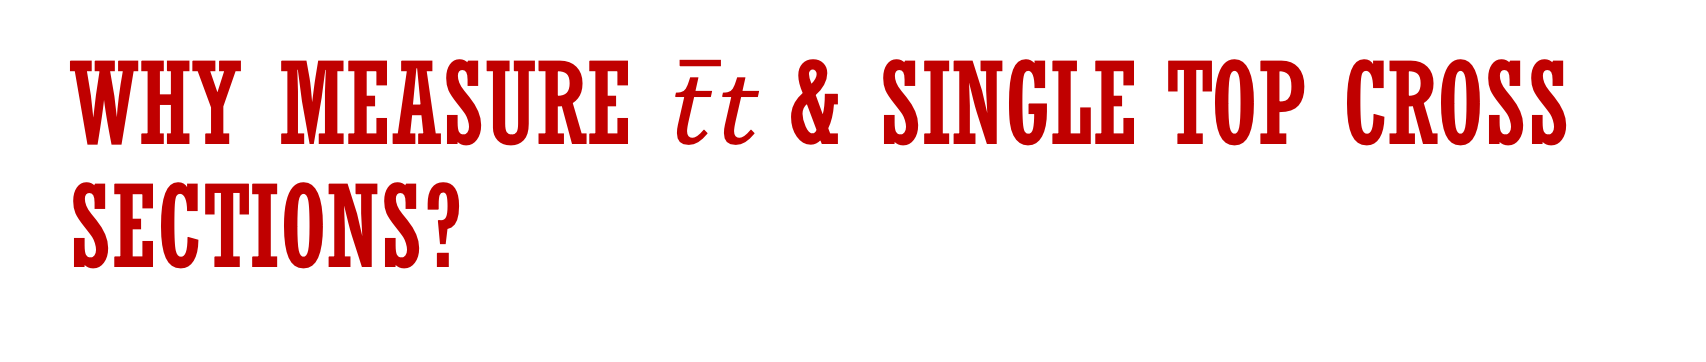 WHY MEASURE t̅t & SINGLE TOP CROSS
SECTIONS?